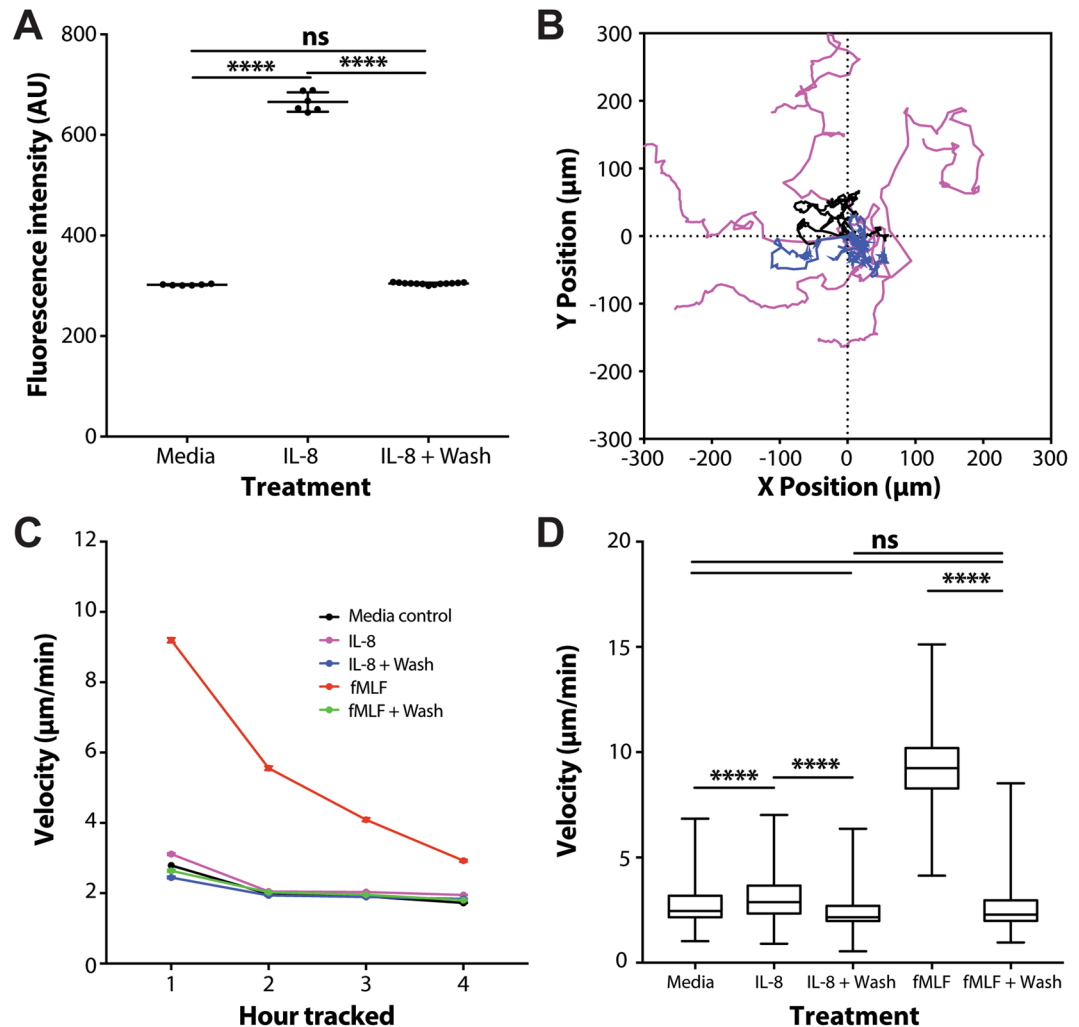 A
800
600
400
200
0
Fluorescence intensity (AU)
ns
****
****
Media
IL-8
IL-8 + Wash
Treatment
B
300
200
100
0
-100
-200
-300
Y Position (µm)
-300
-200
-100
0
100
200
300
X Position (µm)
C
12
10
8
6
4
2
0
Velocity (µm/min)
Media control
IL-8
IL-8 + Wash
fMLF
fMLF + Wash
1
2
3
4
Hour tracked
D
20
15
10
5
0
Velocity (µm/min)
ns
****
****
****
Media
IL-8
IL-8 + Wash
fMLF
fMLF + Wash
Treatment